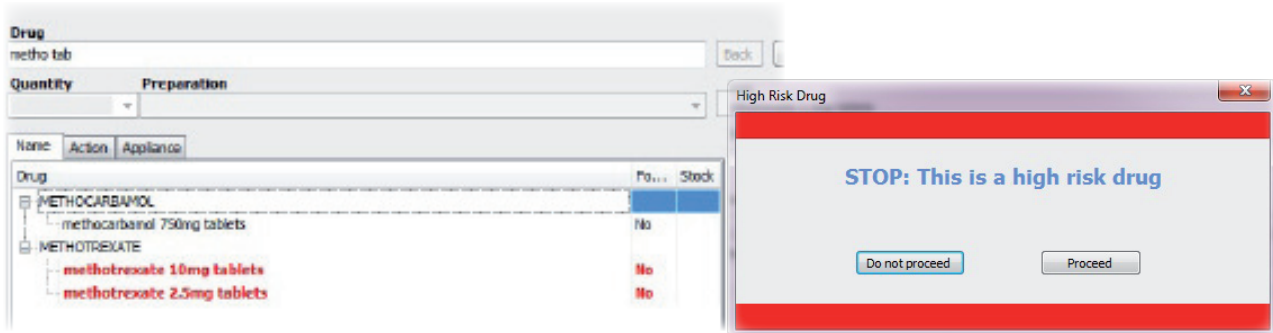 Drug
metho tab
Back
Quantity Preparation
Name Action Appliance
Drug Fo... Stock
METHOCARBAMOL
methocarbamol 750mg tablets No
METHOTREXATE
methotrexate 10mg tablets No
methotrexate 2.5mg tablets No
High Risk Drug
STOP: This is a high risk drug
Do not proceed Proceed